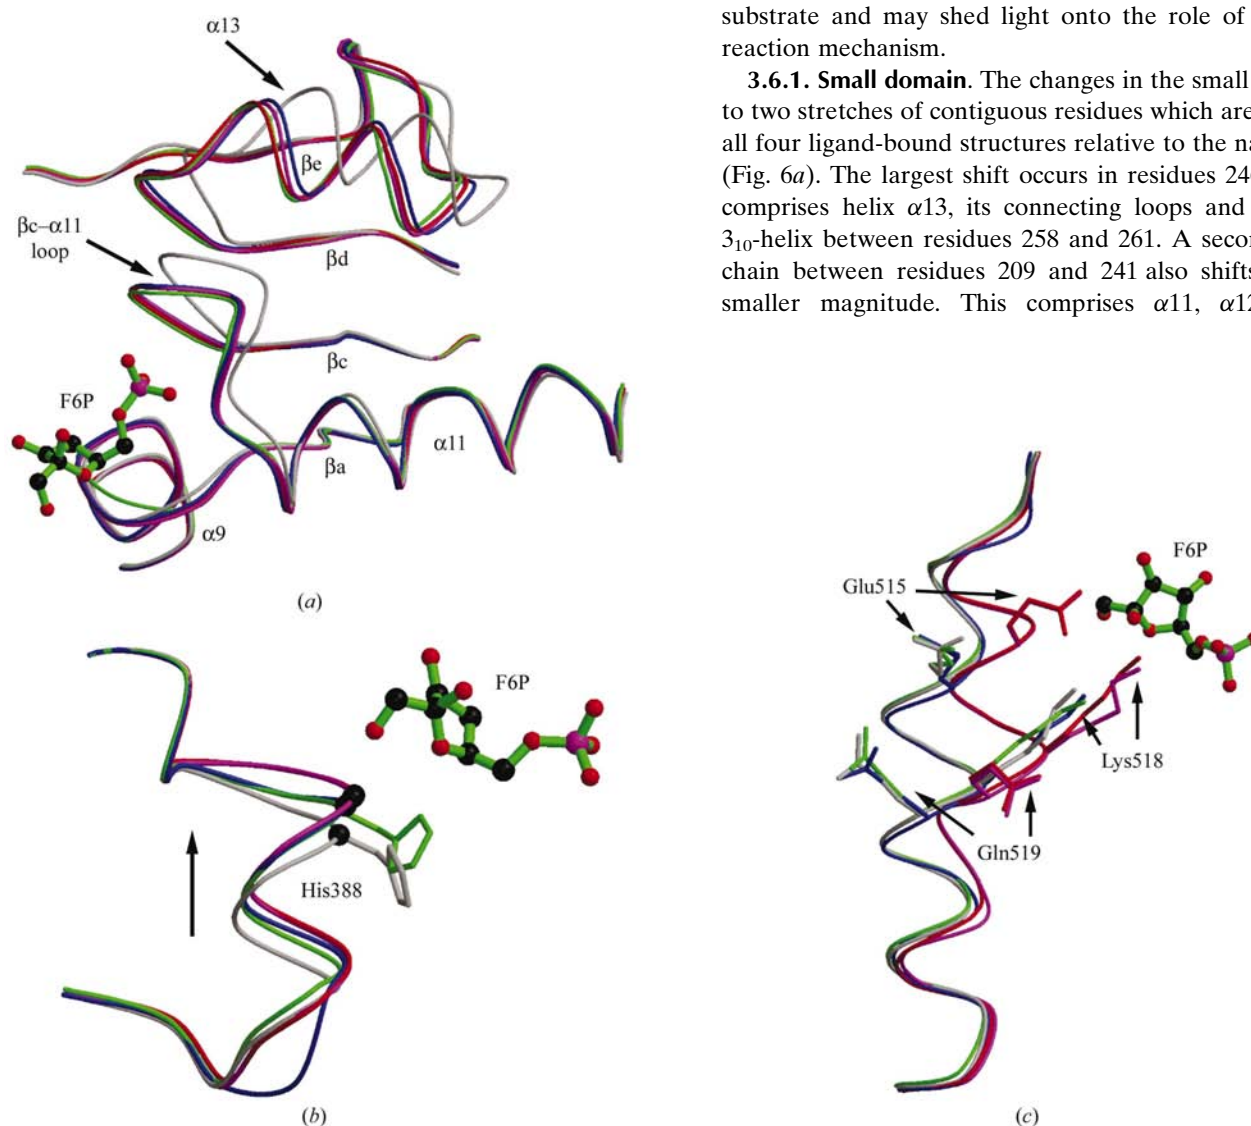 substrate and may shed light onto the role of
reaction mechanism.
3.6.1. Small domain. The changes in the small
to two stretches of contiguous residues which are
all four ligand-bound structures relative to the na
(Fig. 6a). The largest shift occurs in residues 240
comprises helix α13, its connecting loops and
3₁₀-helix between residues 258 and 261. A secon
chain between residues 209 and 241 also shifts
smaller magnitude. This comprises α11, α12
α13
βe
βc–α11
loop
βd
βc
F6P
α11
βa
α9
(a)
F6P
His388
(b)
F6P
Glu515
Lys518
Gln519
(c)